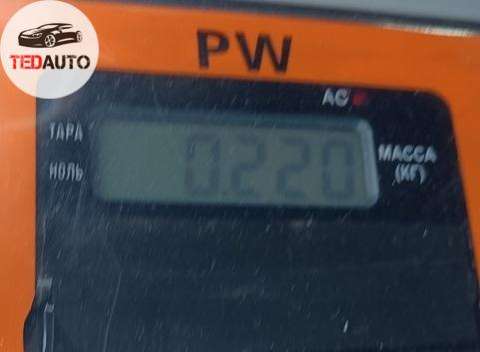 TEDAUTO
PW
AC
ТАРА
НОЛЬ
0.220
МАССА
(КГ)